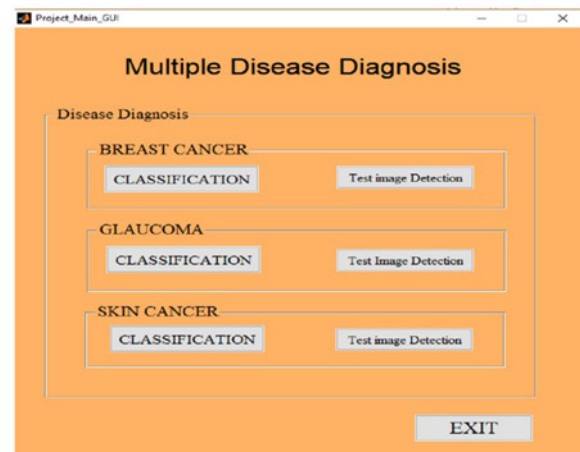 Project_Main_GUI
Multiple Disease Diagnosis
Disease Diagnosis
BREAST CANCER
CLASSIFICATION Test image Detection
GLAUCOMA
CLASSIFICATION Test Image Detection
SKIN CANCER
CLASSIFICATION Test image Detection
EXIT